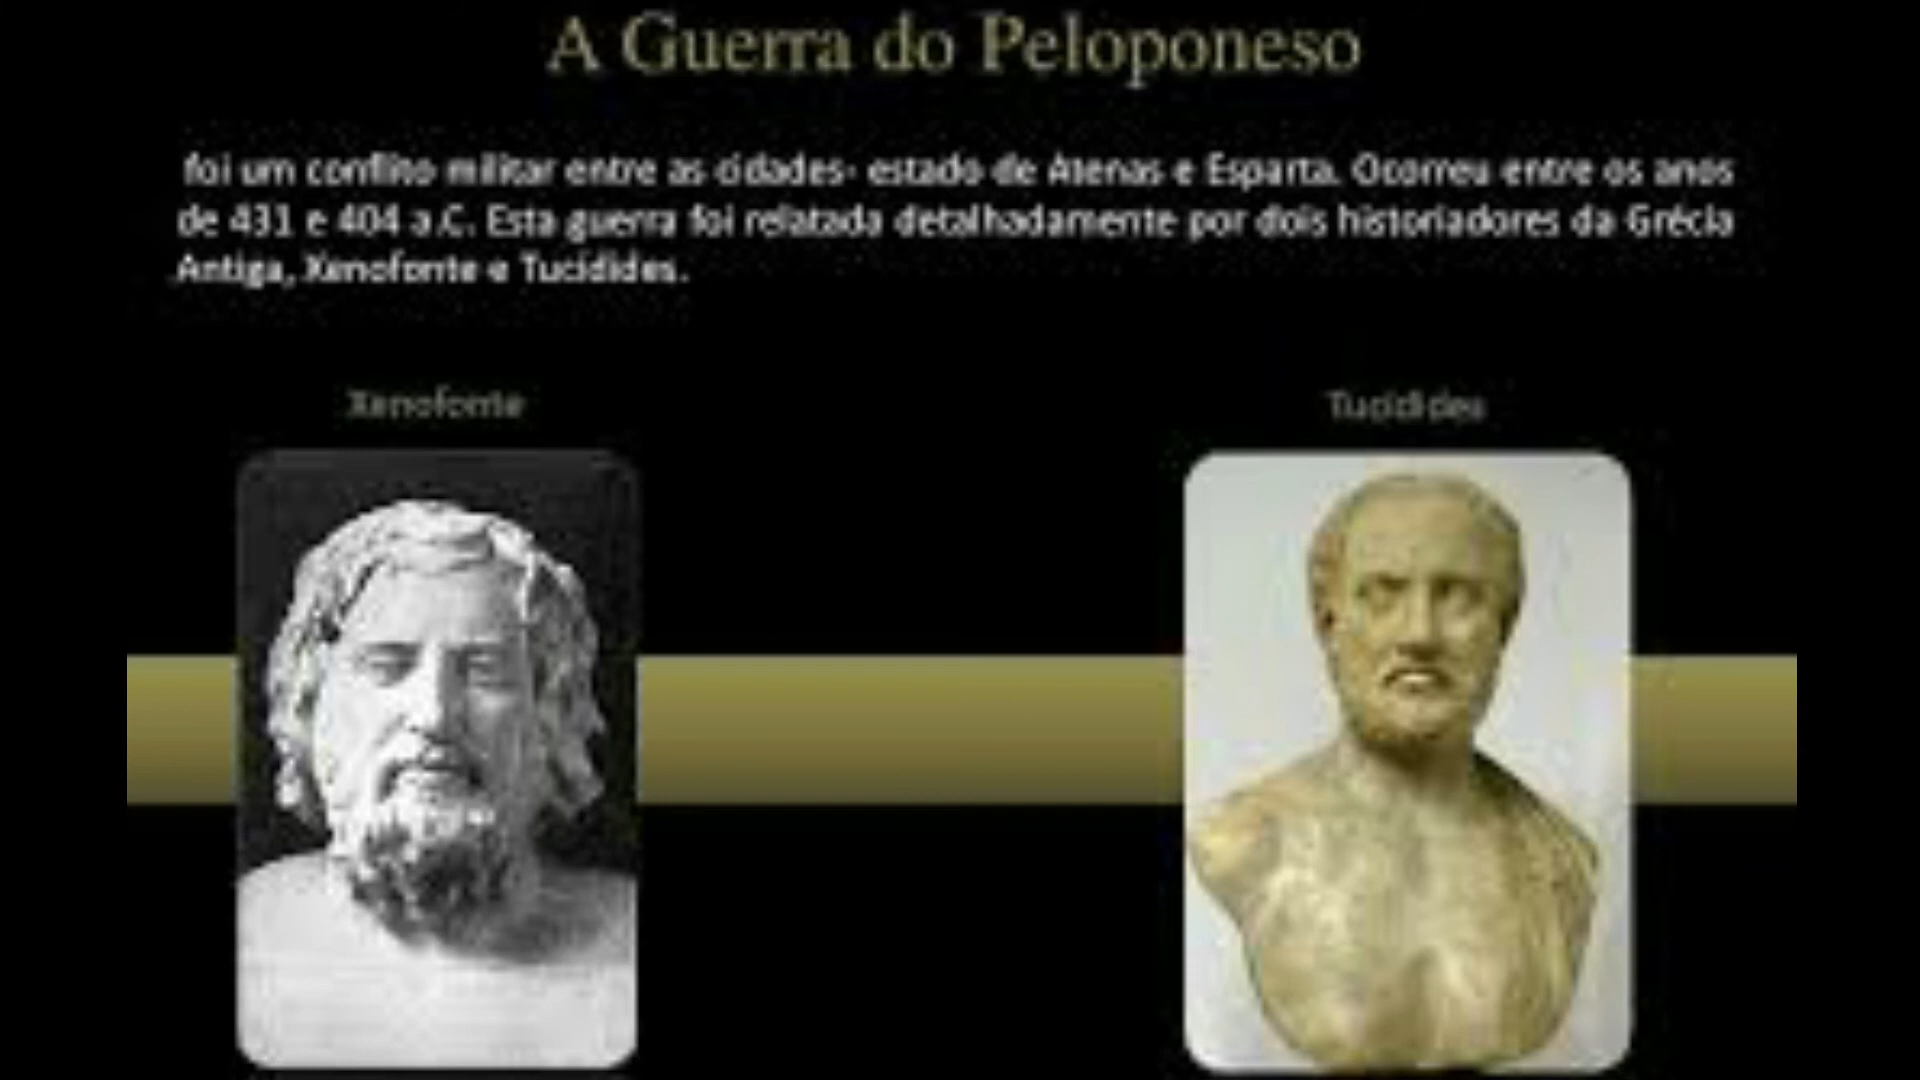 A Guerra do Peloponeso
foi um conflito militar entre as cidades- estado de Atenas e Esparta. Ocorreu entre os anos
de 431 e 404 a.C. Esta guerra foi relatada detalhadamente por dois historiadores da Grécia
Antiga, Xenofonte e Tucídides.
Xenofonte
Tucídides